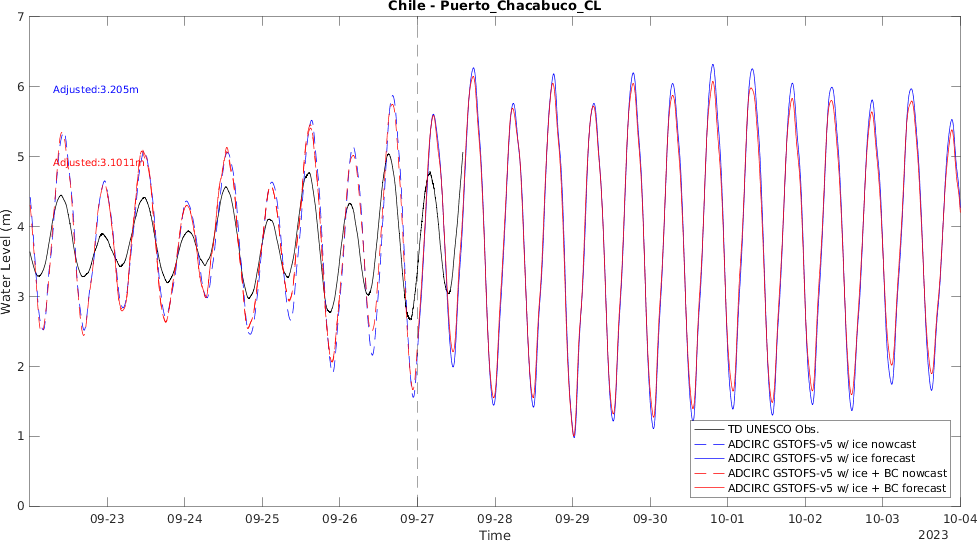 Chile - Puerto_Chacabuco_CL
7
6
5
4
3
2
1
0
Water Level (m)
Adjusted:3.205m
Adjusted:3.1011m
TD UNESCO Obs.
ADCIRC GSTOFS-v5 w/ ice nowcast
ADCIRC GSTOFS-v5 w/ ice forecast
ADCIRC GSTOFS-v5 w/ ice + BC nowcast
ADCIRC GSTOFS-v5 w/ ice + BC forecast
09-23 09-24 09-25 09-26 09-27 09-28 09-29 09-30 10-01 10-02 10-03 10-04
Time
2023